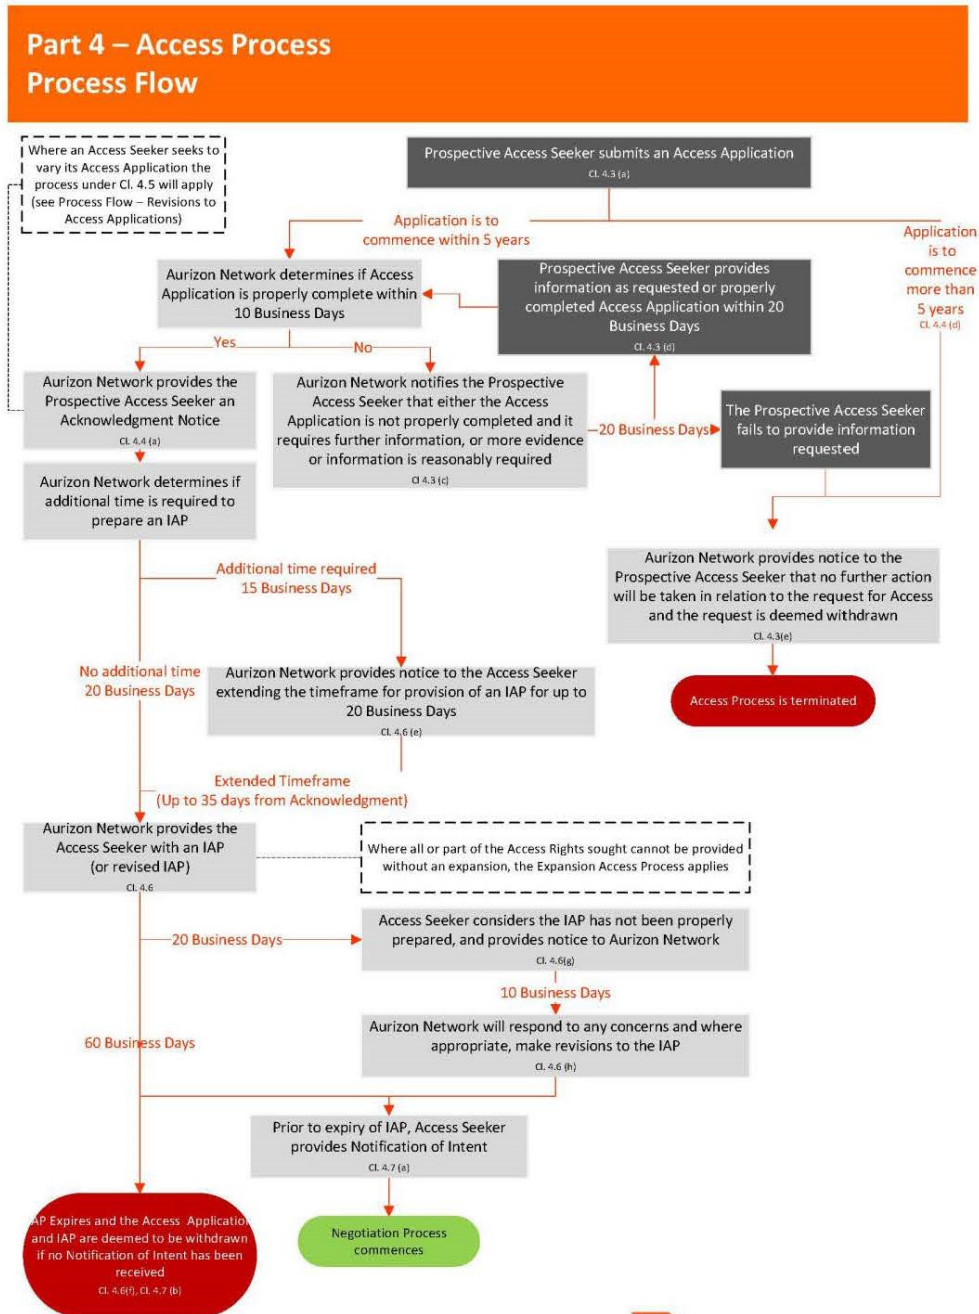 Part 4 – Access Process
Process Flow
Where an Access Seeker seeks to
vary its Access Application the
process under Cl. 4.5 will apply
(see Process Flow – Revisions to
Access Applications)
Prospective Access Seeker submits an Access Application
Cl. 4.3 (a)
Application is to
commence within 5 years
Application
is to
commence
more than
5 years
Cl. 4.4 (d)
Aurizon Network determines if Access
Application is properly complete within
10 Business Days
Prospective Access Seeker provides
information as requested or properly
completed Access Application within 20
Business Days
Cl. 4.3 (d)
Yes
No
Aurizon Network provides the
Prospective Access Seeker an
Acknowledgment Notice
Cl. 4.4 (a)
Aurizon Network notifies the Prospective
Access Seeker that either the Access
Application is not properly completed and it
requires further information, or more evidence
or information is reasonably required
Cl 4.3 (c)
20 Business Days
The Prospective Access Seeker
fails to provide information
requested
Aurizon Network determines if
additional time is required to
prepare an IAP
Additional time required
15 Business Days
Aurizon Network provides notice to the
Prospective Access Seeker that no further action
will be taken in relation to the request for Access
and the request is deemed withdrawn
Cl. 4.3(e)
No additional time
20 Business Days
Aurizon Network provides notice to the Access Seeker
extending the timeframe for provision of an IAP for up to
20 Business Days
Cl. 4.6 (e)
Access Process is terminated
Extended Timeframe
(Up to 35 days from Acknowledgment)
Aurizon Network provides the
Access Seeker with an IAP
(or revised IAP)
Cl. 4.6
Where all or part of the Access Rights sought cannot be provided
without an expansion, the Expansion Access Process applies
20 Business Days
Access Seeker considers the IAP has not been properly
prepared, and provides notice to Aurizon Network
Cl. 4.6(g)
10 Business Days
60 Business Days
Aurizon Network will respond to any concerns and where
appropriate, make revisions to the IAP
Cl. 4.6 (h)
Prior to expiry of IAP, Access Seeker
provides Notification of Intent
Cl. 4.7 (a)
AP Expires and the Access Application
and IAP are deemed to be withdrawn
if no Notification of Intent has been
received
Cl. 4.6(f), Cl. 4.7 (b)
Negotiation Process
commences